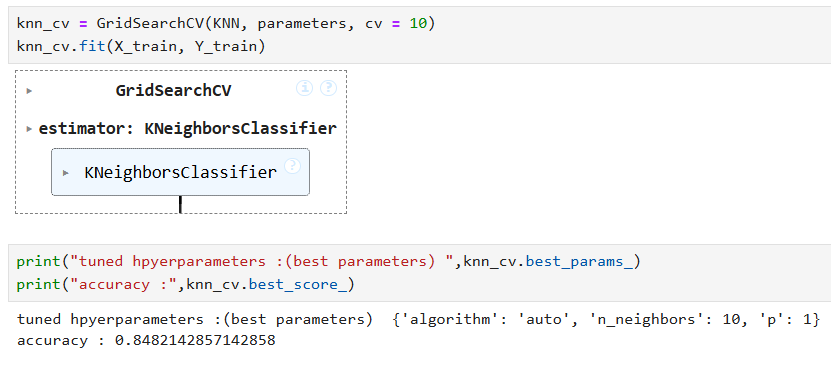 knn_cv = GridSearchCV(KNN, parameters, cv = 10)
knn_cv.fit(X_train, Y_train)
▸ GridSearchCV i ?
▸ estimator: KNeighborsClassifier
▸ KNeighborsClassifier ?
print("tuned hpyerparameters :(best parameters) ",knn_cv.best_params_)
print("accuracy :",knn_cv.best_score_)
tuned hpyerparameters :(best parameters)  {'algorithm': 'auto', 'n_neighbors': 10, 'p': 1}
accuracy : 0.8482142857142858